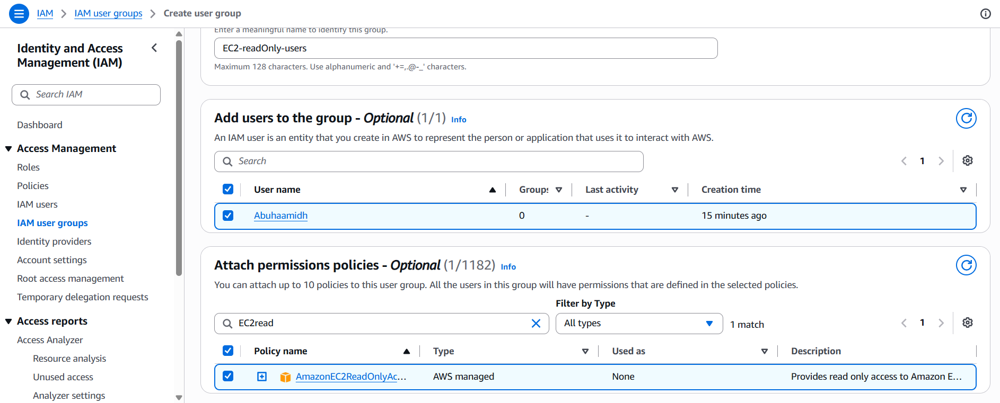 IAM > IAM user groups > Create user group
Identity and Access
Management (IAM)
Search IAM
Dashboard
Access Management
Roles
Policies
IAM users
IAM user groups
Identity providers
Account settings
Root access management
Temporary delegation requests
Access reports
Access Analyzer
Resource analysis
Unused access
Analyzer settings
Enter a meaningful name to identify this group.
EC2-readOnly-users
Maximum 128 characters. Use alphanumeric and '+=,.@-_' characters.
Add users to the group - Optional (1/1) Info
An IAM user is an entity that you create in AWS to represent the person or application that uses it to interact with AWS.
Search
1
User name Groups Last activity Creation time
Abuhaamidh 0 - 15 minutes ago
Attach permissions policies - Optional (1/1182) Info
You can attach up to 10 policies to this user group. All the users in this group will have permissions that are defined in the selected policies.
Filter by Type
EC2read All types 1 match 1
Policy name Type Used as Description
AmazonEC2ReadOnlyAc... AWS managed None Provides read only access to Amazon E...